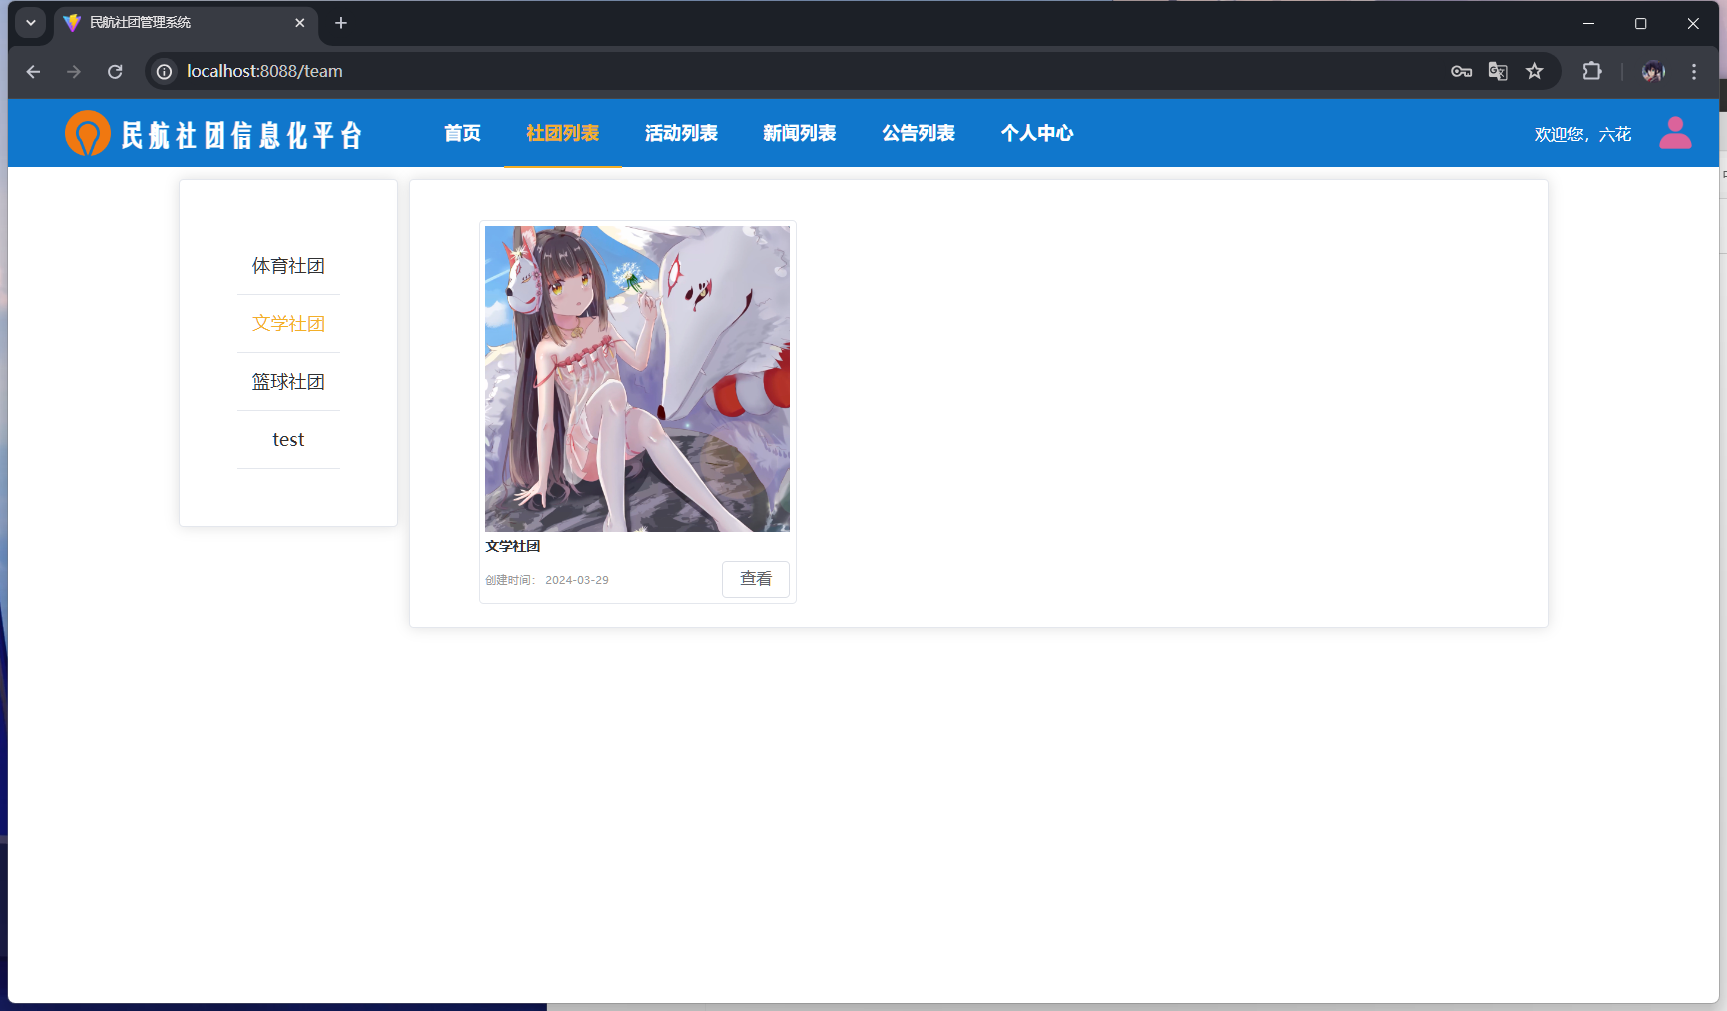 民航社团管理系统
localhost:8088/team
民航社团信息化平台
首页 社团列表 活动列表 新闻列表 公告列表 个人中心
欢迎您，六花
体育社团
文学社团
篮球社团
test
文学社团
创建时间： 2024-03-29
查看